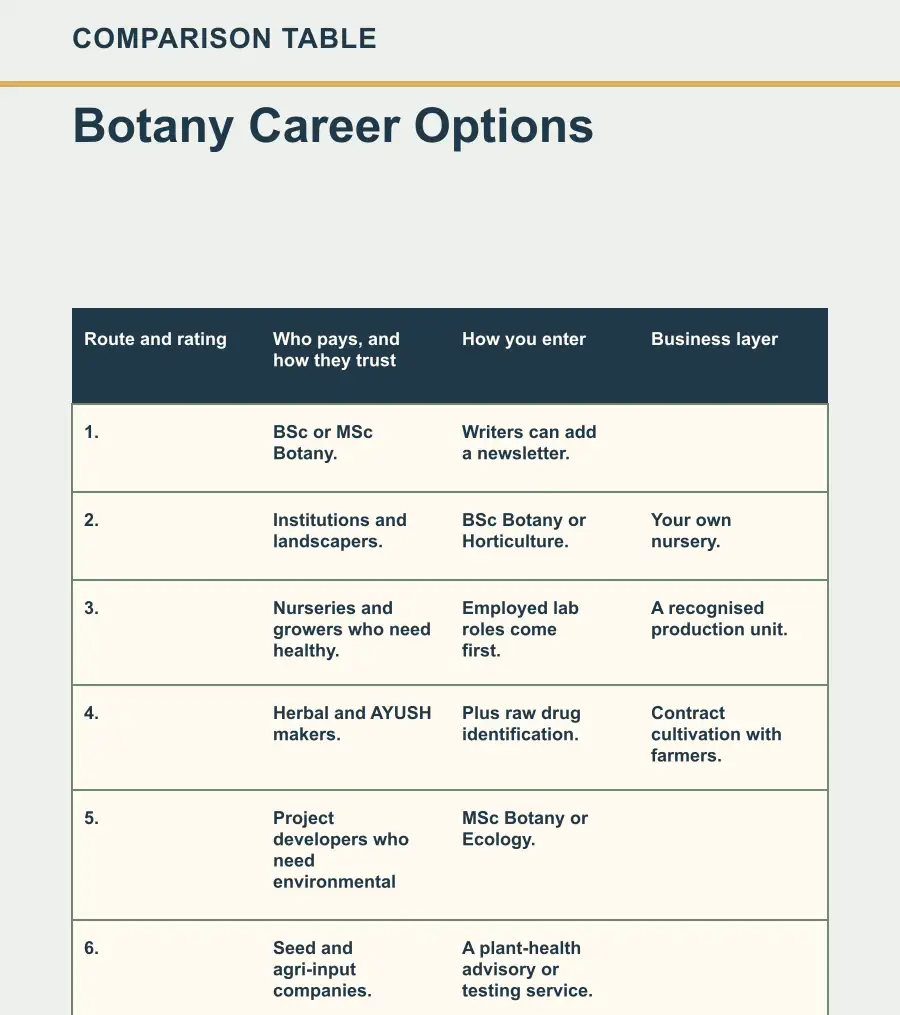 COMPARISON TABLE
Botany Career Options
Route and rating
Who pays, and
how they trust
How you enter
Business layer
1.
BSc or MSc
Botany.
Writers can add
a newsletter.
2.
Institutions and
landscapers.
BSc Botany or
Horticulture.
Your own
nursery.
3.
Nurseries and
growers who need
healthy.
Employed lab
roles come
first.
A recognised
production unit.
4.
Herbal and AYUSH
makers.
Plus raw drug
identification.
Contract
cultivation with
farmers.
5.
Project
developers who
need
environmental
MSc Botany or
Ecology.
6.
Seed and
agri-input
companies.
A plant-health
advisory or
testing service.